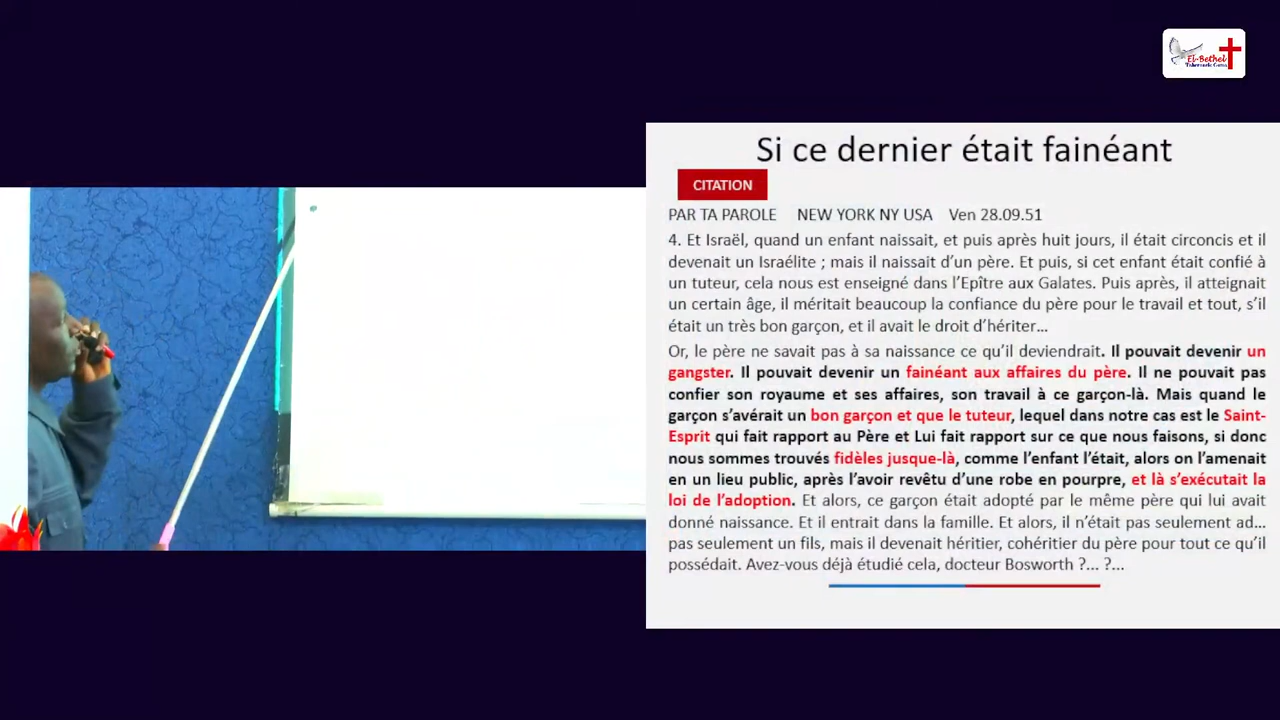 El-Bethel
Tabernacle Goma
Si ce dernier était fainéant
CITATION
PAR TA PAROLE NEW YORK NY USA Ven 28.09.51
4. Et Israël, quand un enfant naissait, et puis après huit jours, il était circoncis et il
devenait un Israélite ; mais il naissait d’un père. Et puis, si cet enfant était confié à
un tuteur, cela nous est enseigné dans l’Epître aux Galates. Puis après, il atteignait
un certain âge, il méritait beaucoup la confiance du père pour le travail et tout, s’il
était un très bon garçon, et il avait le droit d’hériter…
Or, le père ne savait pas à sa naissance ce qu’il deviendrait. Il pouvait devenir un
gangster. Il pouvait devenir un fainéant aux affaires du père. Il ne pouvait pas
confier son royaume et ses affaires, son travail à ce garçon-là. Mais quand le
garçon s’avérait un bon garçon et que le tuteur, lequel dans notre cas est le Saint-
Esprit qui fait rapport au Père et Lui fait rapport sur ce que nous faisons, si donc
nous sommes trouvés fidèles jusque-là, comme l’enfant l’était, alors on l’amenait
en un lieu public, après l’avoir revêtu d’une robe en pourpre, et là s’exécutait la
loi de l’adoption. Et alors, ce garçon était adopté par le même père qui lui avait
donné naissance. Et il entrait dans la famille. Et alors, il n’était pas seulement ad…
pas seulement un fils, mais il devenait héritier, cohéritier du père pour tout ce qu’il
possédait. Avez-vous déjà étudié cela, docteur Bosworth ?... ?...